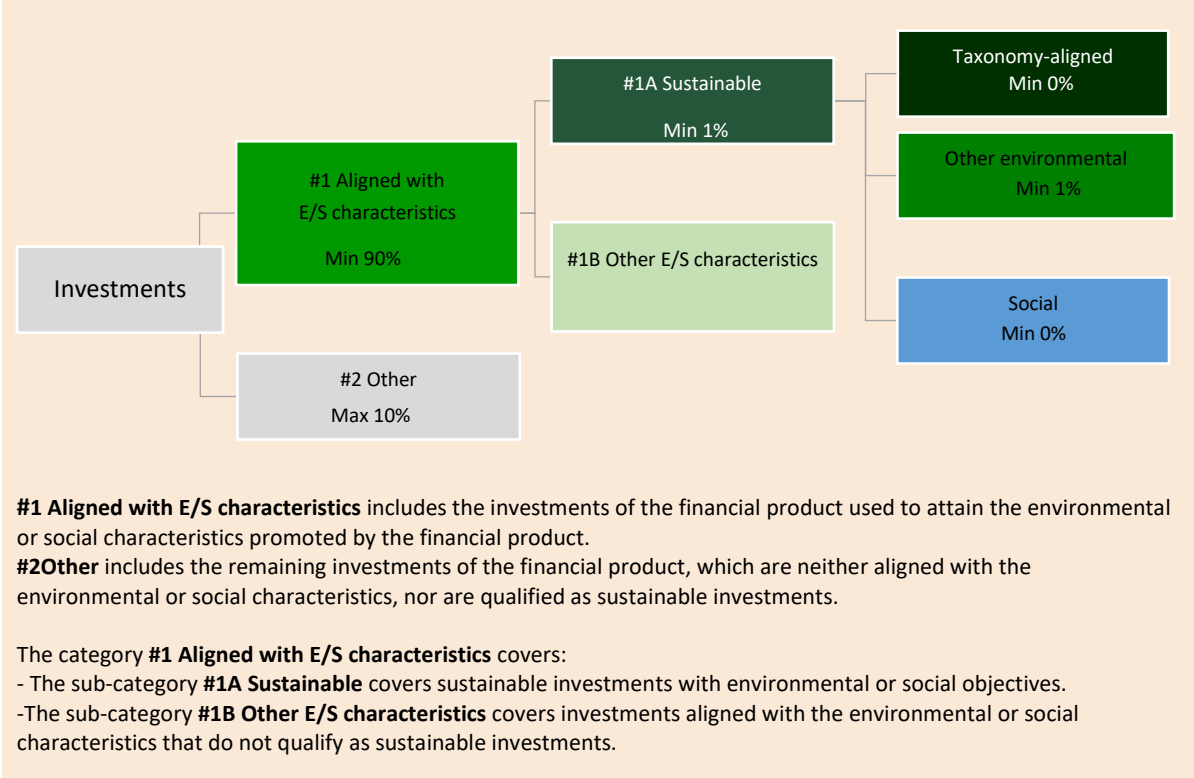 Taxonomy-aligned
Min 0%
#1A Sustainable
Min 1%
Other environmental
Min 1%
#1 Aligned with
E/S characteristics
Min 90%
#1B Other E/S characteristics
Investments
Social
Min 0%
#2 Other
Max 10%
#1 Aligned with E/S characteristics includes the investments of the financial product used to attain the environmental
or social characteristics promoted by the financial product.
#2Other includes the remaining investments of the financial product, which are neither aligned with the
environmental or social characteristics, nor are qualified as sustainable investments.
The category #1 Aligned with E/S characteristics covers:
- The sub-category #1A Sustainable covers sustainable investments with environmental or social objectives.
-The sub-category #1B Other E/S characteristics covers investments aligned with the environmental or social
characteristics that do not qualify as sustainable investments.